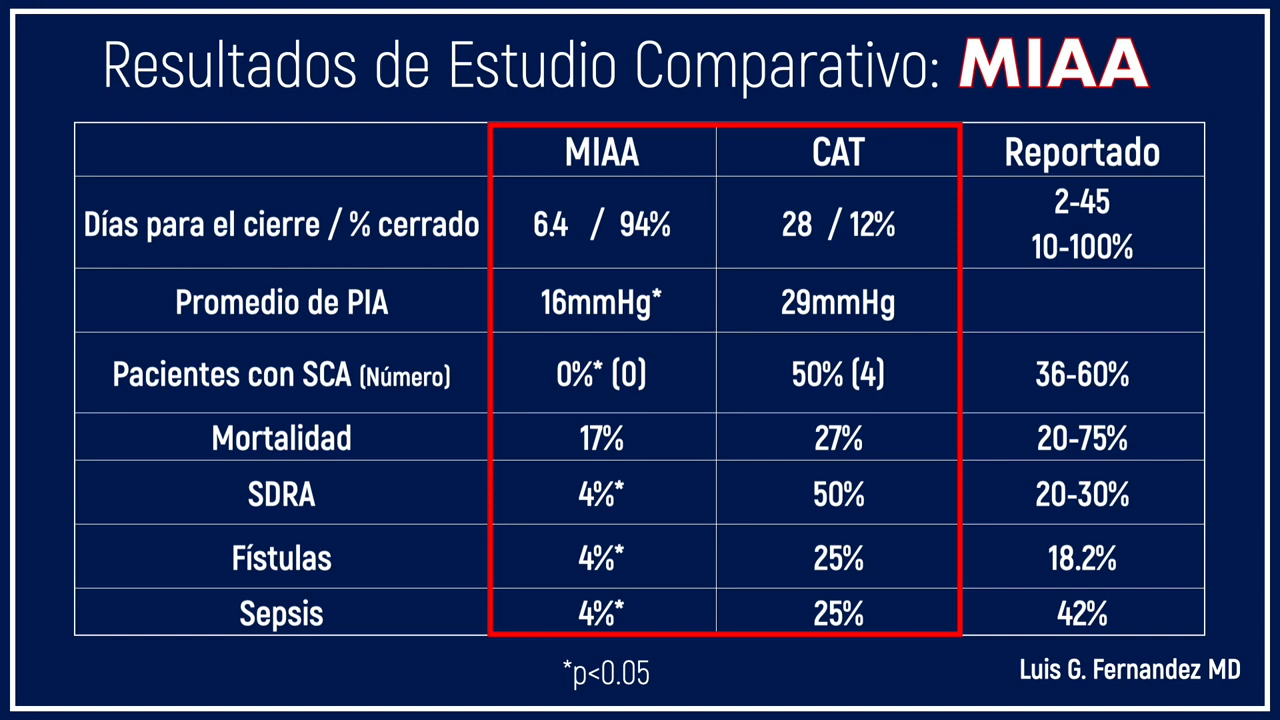 Resultados de Estudio Comparativo: MIAA
MIAA CAT Reportado
Días para el cierre / % cerrado 6.4 / 94% 28 / 12% 2-45
10-100%
Promedio de PIA 16mmHg* 29mmHg
Pacientes con SCA (Número) 0%* (0) 50% (4) 36-60%
Mortalidad 17% 27% 20-75%
SDRA 4%* 50% 20-30%
Fístulas 4%* 25% 18.2%
Sepsis 4%* 25% 42%
*p<0.05
Luis G. Fernandez MD